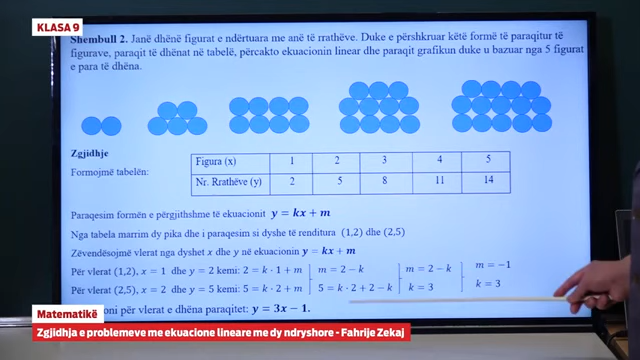 KLASA 9
Shembull 2. Janë dhënë figurat e ndërtuara me anë të rrathëve. Duke e përshkruar këtë formë të paraqitur të
figurave, paraqit të dhënat në tabelë, përcakto ekuacionin linear dhe paraqit grafikun duke u bazuar nga 5 figurat
e para të dhëna.
Zgjidhje
Formojmë tabelën:
Figura (x) 1 2 3 4 5
Nr. Rrathëve (y) 2 5 8 11 14
Paraqesim formën e përgjithshme të ekuacionit y = kx + m
Nga tabela marrim dy pika dhe i paraqesim si dyshe të renditura (1,2) dhe (2,5)
Zëvendësojmë vlerat nga dyshet x dhe y në ekuacionin y = kx + m
Për vlerat (1,2), x = 1 dhe y = 2 kemi: 2 = k · 1 + m | m = 2 − k | m = 2 − k | m = −1
Për vlerat (2,5), x = 2 dhe y = 5 kemi: 5 = k · 2 + m | 5 = k · 2 + 2 − k | k = 3 | k = 3
oni për vlerat e dhëna paraqitet: y = 3x − 1.
Matematikë
Zgjidhja e problemeve me ekuacione lineare me dy ndryshore - Fahrije Zekaj